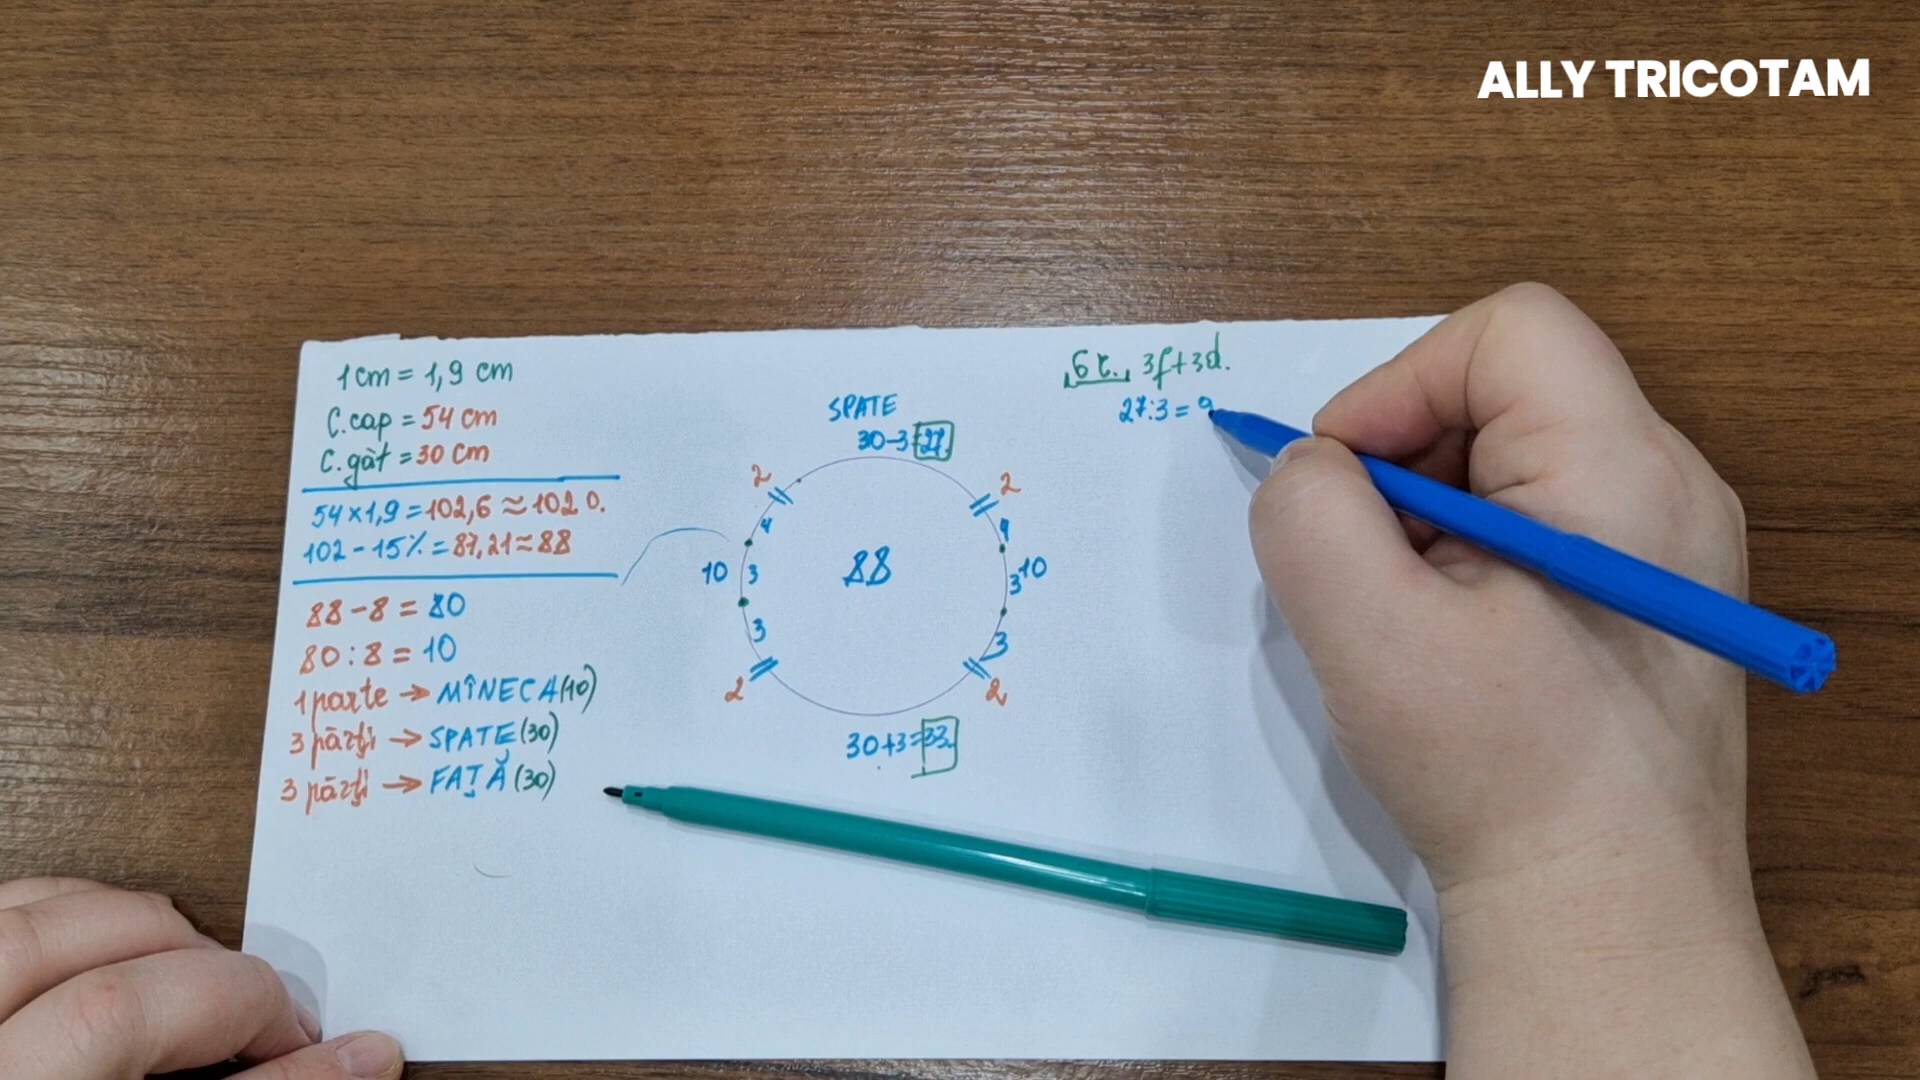 ALLY TRICOTAM
1cm = 1,9 cm
C.cap = 54 cm
C.gât = 30 cm
54×1,9 = 102,6 ≈ 102 0.
102 - 15% = 87,21 ≈ 88
88 - 8 = 80
80 : 8 = 10
1 parte → MÎNECA (10)
3 părți → SPATE (30)
3 părți → FAȚĂ (30)
SPATE
30-3=27
2 2
4 4
10 3 88 3 10
3 3
2 2
30+3=33
6 r. 3f+3d.
27:3 = 9